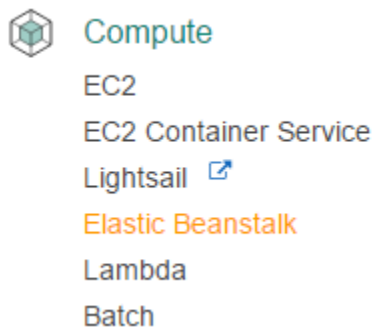 Compute
EC2
EC2 Container Service
Lightsail
Elastic Beanstalk
Lambda
Batch